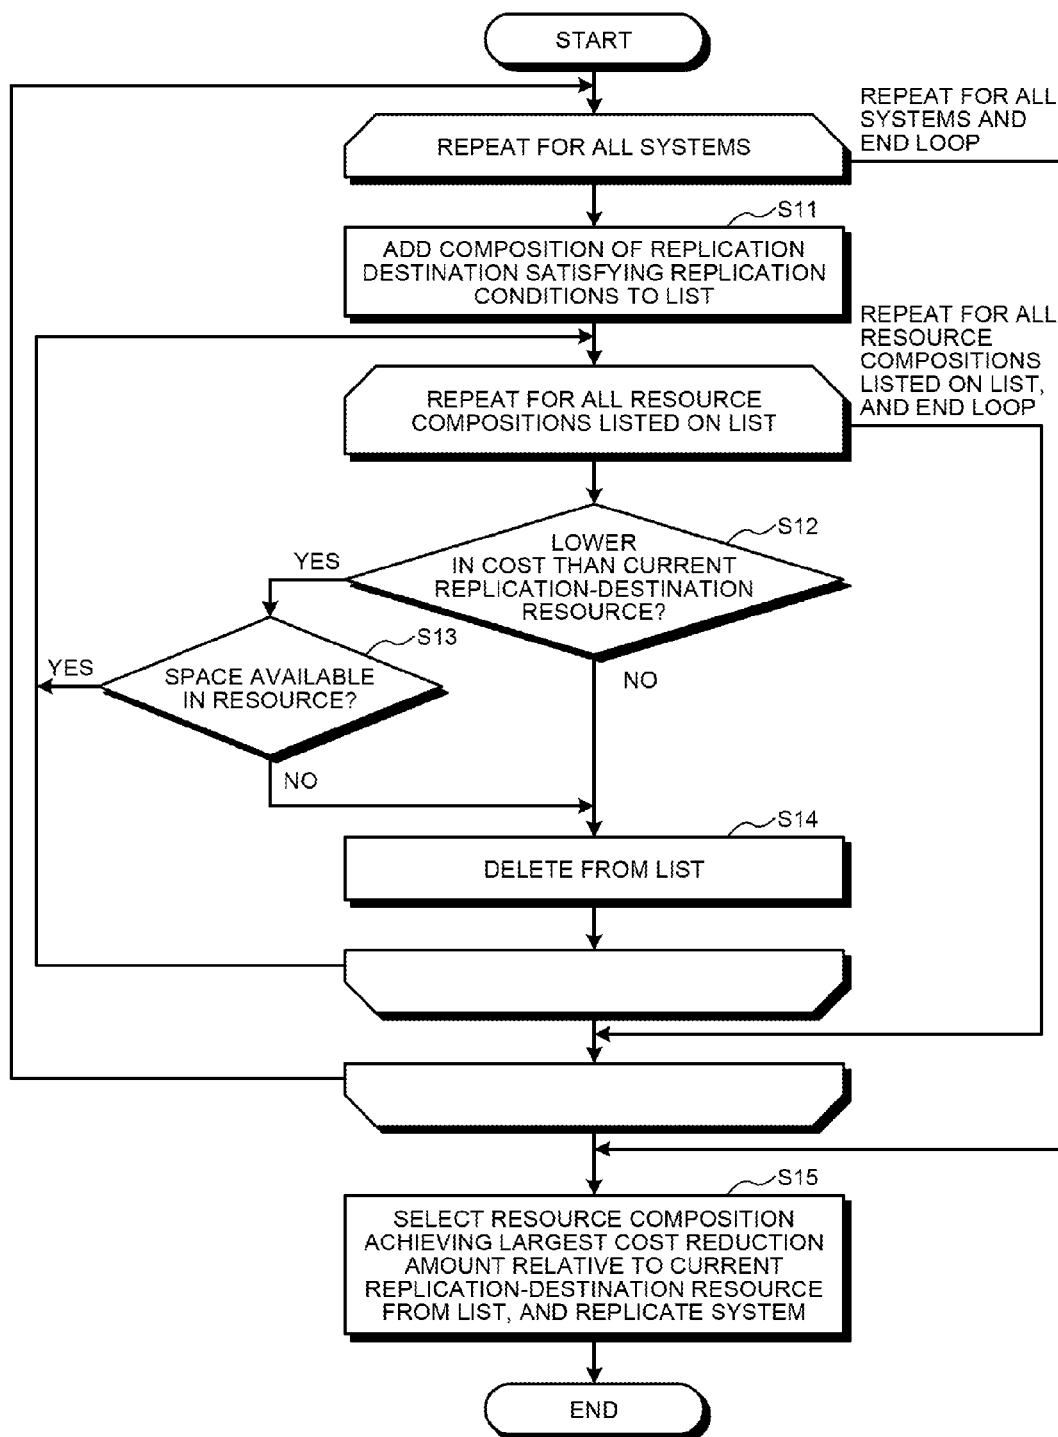 START
REPEAT FOR ALL
SYSTEMS AND
END LOOP
REPEAT FOR ALL SYSTEMS
S11
ADD COMPOSITION OF REPLICATION
DESTINATION SATISFYING REPLICATION
CONDITIONS TO LIST
REPEAT FOR ALL
RESOURCE
COMPOSITIONS
LISTED ON LIST,
AND END LOOP
REPEAT FOR ALL RESOURCE
COMPOSITIONS LISTED ON LIST
S12
LOWER
IN COST THAN CURRENT
REPLICATION-DESTINATION
RESOURCE?
YES
NO
S13
SPACE AVAILABLE
IN RESOURCE?
YES
NO
S14
DELETE FROM LIST
S15
SELECT RESOURCE COMPOSITION
ACHIEVING LARGEST COST REDUCTION
AMOUNT RELATIVE TO CURRENT
REPLICATION-DESTINATION RESOURCE
FROM LIST, AND REPLICATE SYSTEM
END